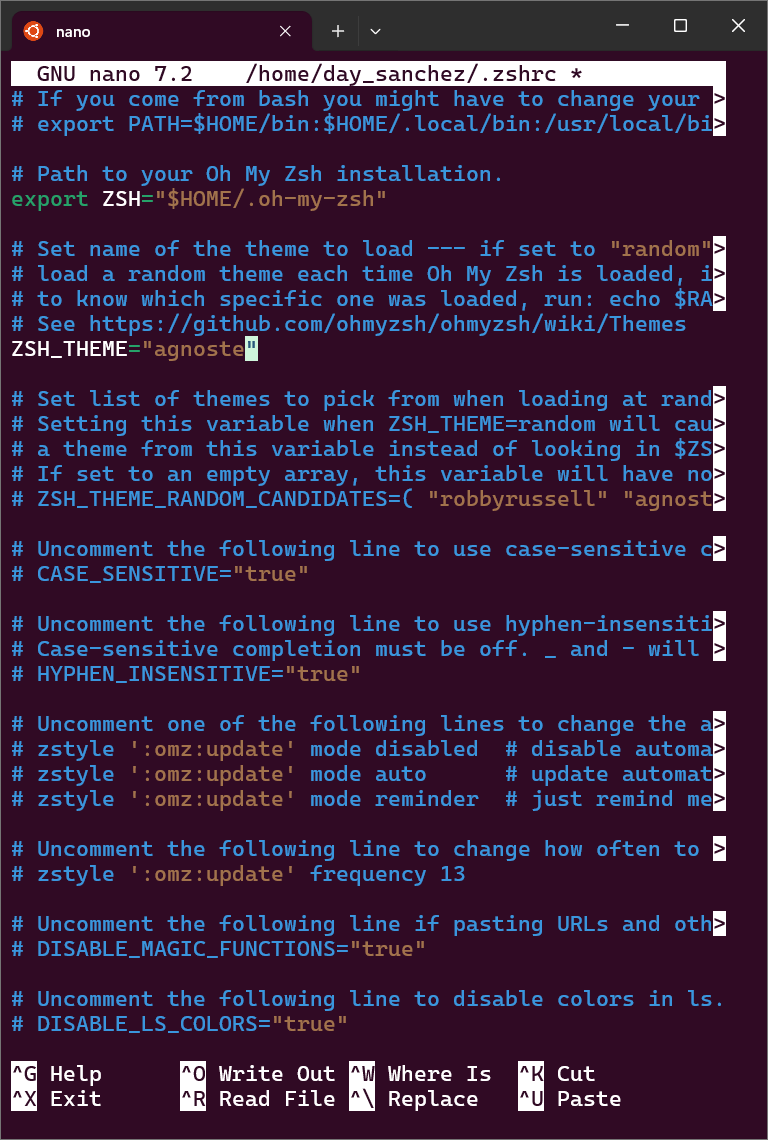 nano
GNU nano 7.2 /home/day_sanchez/.zshrc *
# If you come from bash you might have to change your >
# export PATH=$HOME/bin:$HOME/.local/bin:/usr/local/bi>
# Path to your Oh My Zsh installation.
export ZSH="$HOME/.oh-my-zsh"
# Set name of the theme to load --- if set to "random">
# load a random theme each time Oh My Zsh is loaded, i>
# to know which specific one was loaded, run: echo $RA>
# See https://github.com/ohmyzsh/ohmyzsh/wiki/Themes
ZSH_THEME="agnoste"
# Set list of themes to pick from when loading at rand>
# Setting this variable when ZSH_THEME=random will cau>
# a theme from this variable instead of looking in $ZS>
# If set to an empty array, this variable will have no>
# ZSH_THEME_RANDOM_CANDIDATES=( "robbyrussell" "agnost>
# Uncomment the following line to use case-sensitive c>
# CASE_SENSITIVE="true"
# Uncomment the following line to use hyphen-insensiti>
# Case-sensitive completion must be off. _ and - will >
# HYPHEN_INSENSITIVE="true"
# Uncomment one of the following lines to change the a>
# zstyle ':omz:update' mode disabled  # disable automa>
# zstyle ':omz:update' mode auto      # update automat>
# zstyle ':omz:update' mode reminder  # just remind me>
# Uncomment the following line to change how often to >
# zstyle ':omz:update' frequency 13
# Uncomment the following line if pasting URLs and oth>
# DISABLE_MAGIC_FUNCTIONS="true"
# Uncomment the following line to disable colors in ls.
# DISABLE_LS_COLORS="true"
^G Help ^O Write Out ^W Where Is ^K Cut
^X Exit ^R Read File ^\ Replace ^U Paste